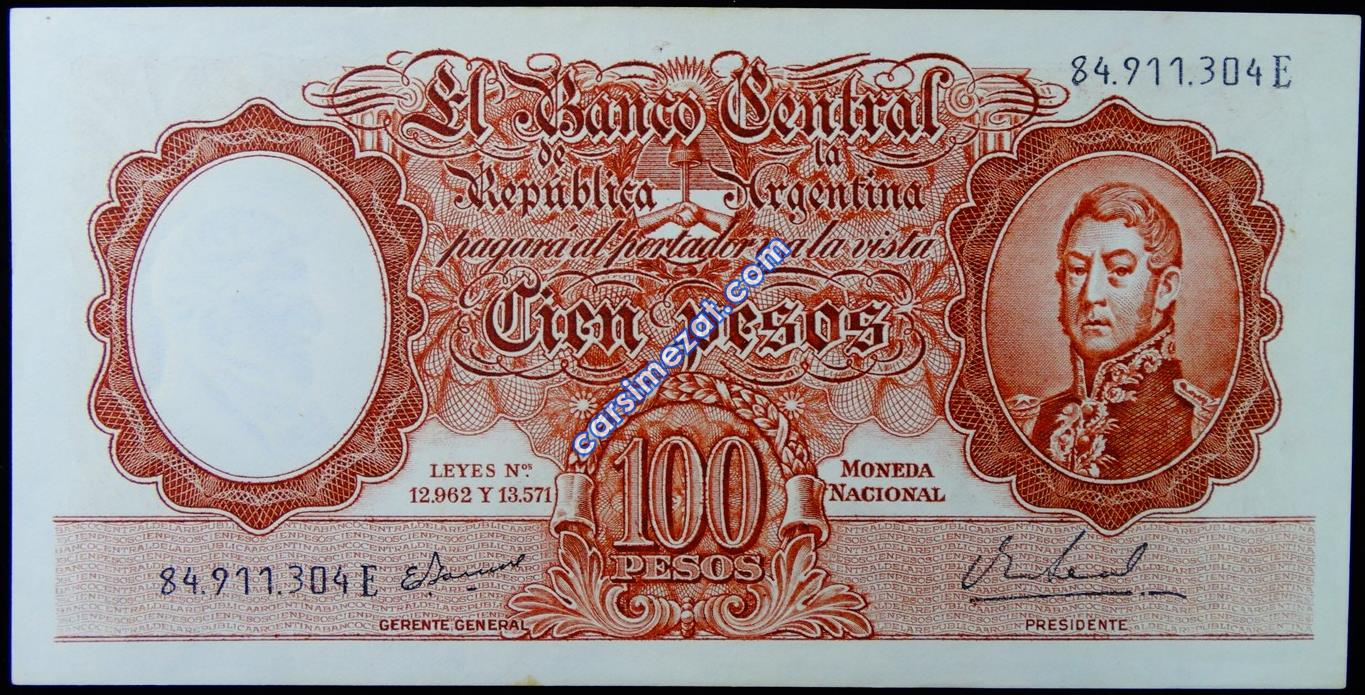 84.911.304 E
El Banco Central
de la
República Argentina
pagará al portador y a la vista
Cien pesos
carsimezat.com
LEYES Nos.
12.962 Y 13.571
100
PESOS
MONEDA
NACIONAL
84.911.304 E
GERENTE GENERAL
PRESIDENTE